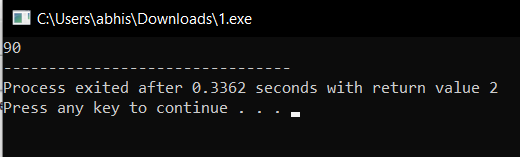 C:\Users\abhis\Downloads\1.exe
90
--------------------------------
Process exited after 0.3362 seconds with return value 2
Press any key to continue . . .